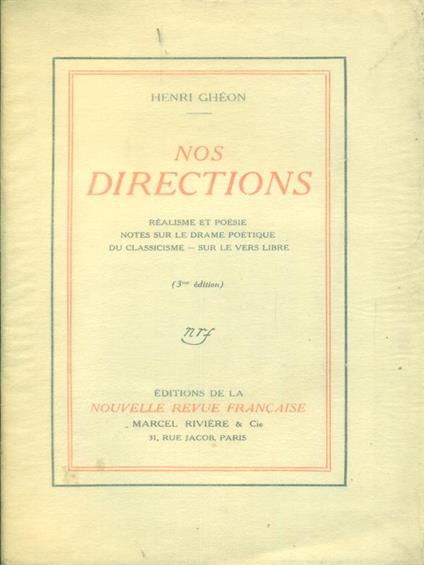 HENRI GHÉON
NOS
DIRECTIONS
RÉALISME ET POÉSIE
NOTES SUR LE DRAME POÉTIQUE
DU CLASSICISME — SUR LE VERS LIBRE
(3me édition)
nrf
ÉDITIONS DE LA
NOUVELLE REVUE FRANÇAISE
MARCEL RIVIÈRE & Cie
31, RUE JACOB, PARIS